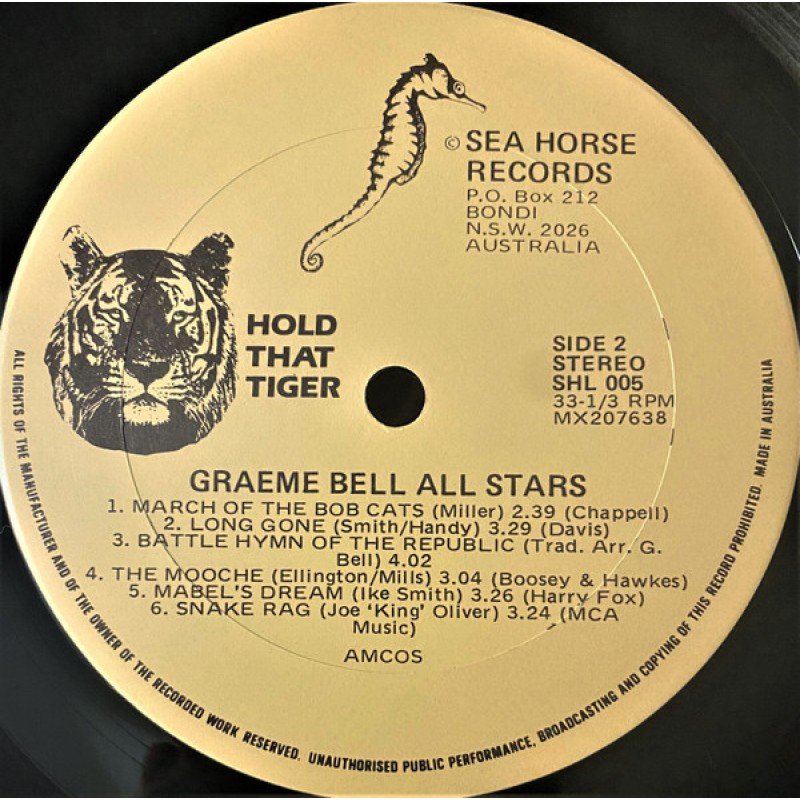 © SEA HORSE
RECORDS
P.O. Box 212
BONDI
N.S.W. 2026
AUSTRALIA
HOLD
THAT
TIGER
SIDE 2
STEREO
SHL 005
33-1/3 RPM
MX207638
GRAEME BELL ALL STARS
1. MARCH OF THE BOB CATS (Miller) 2.39 (Chappell)
2. LONG GONE (Smith/Handy) 3.29 (Davis)
3. BATTLE HYMN OF THE REPUBLIC (Trad. Arr. G.
Bell) 4.02
4. THE MOOCHE (Ellington/Mills) 3.04 (Boosey & Hawkes)
5. MABEL'S DREAM (Ike Smith) 3.26 (Harry Fox)
6. SNAKE RAG (Joe ‘King’ Oliver) 3.24 (MCA
Music)
AMCOS
ALL RIGHTS OF THE MANUFACTURER AND OF THE OWNER OF THE RECORDED WORK RESERVED. UNAUTHORISED PUBLIC PERFORMANCE, BROADCASTING AND COPYING OF THIS RECORD PROHIBITED. MADE IN AUSTRALIA